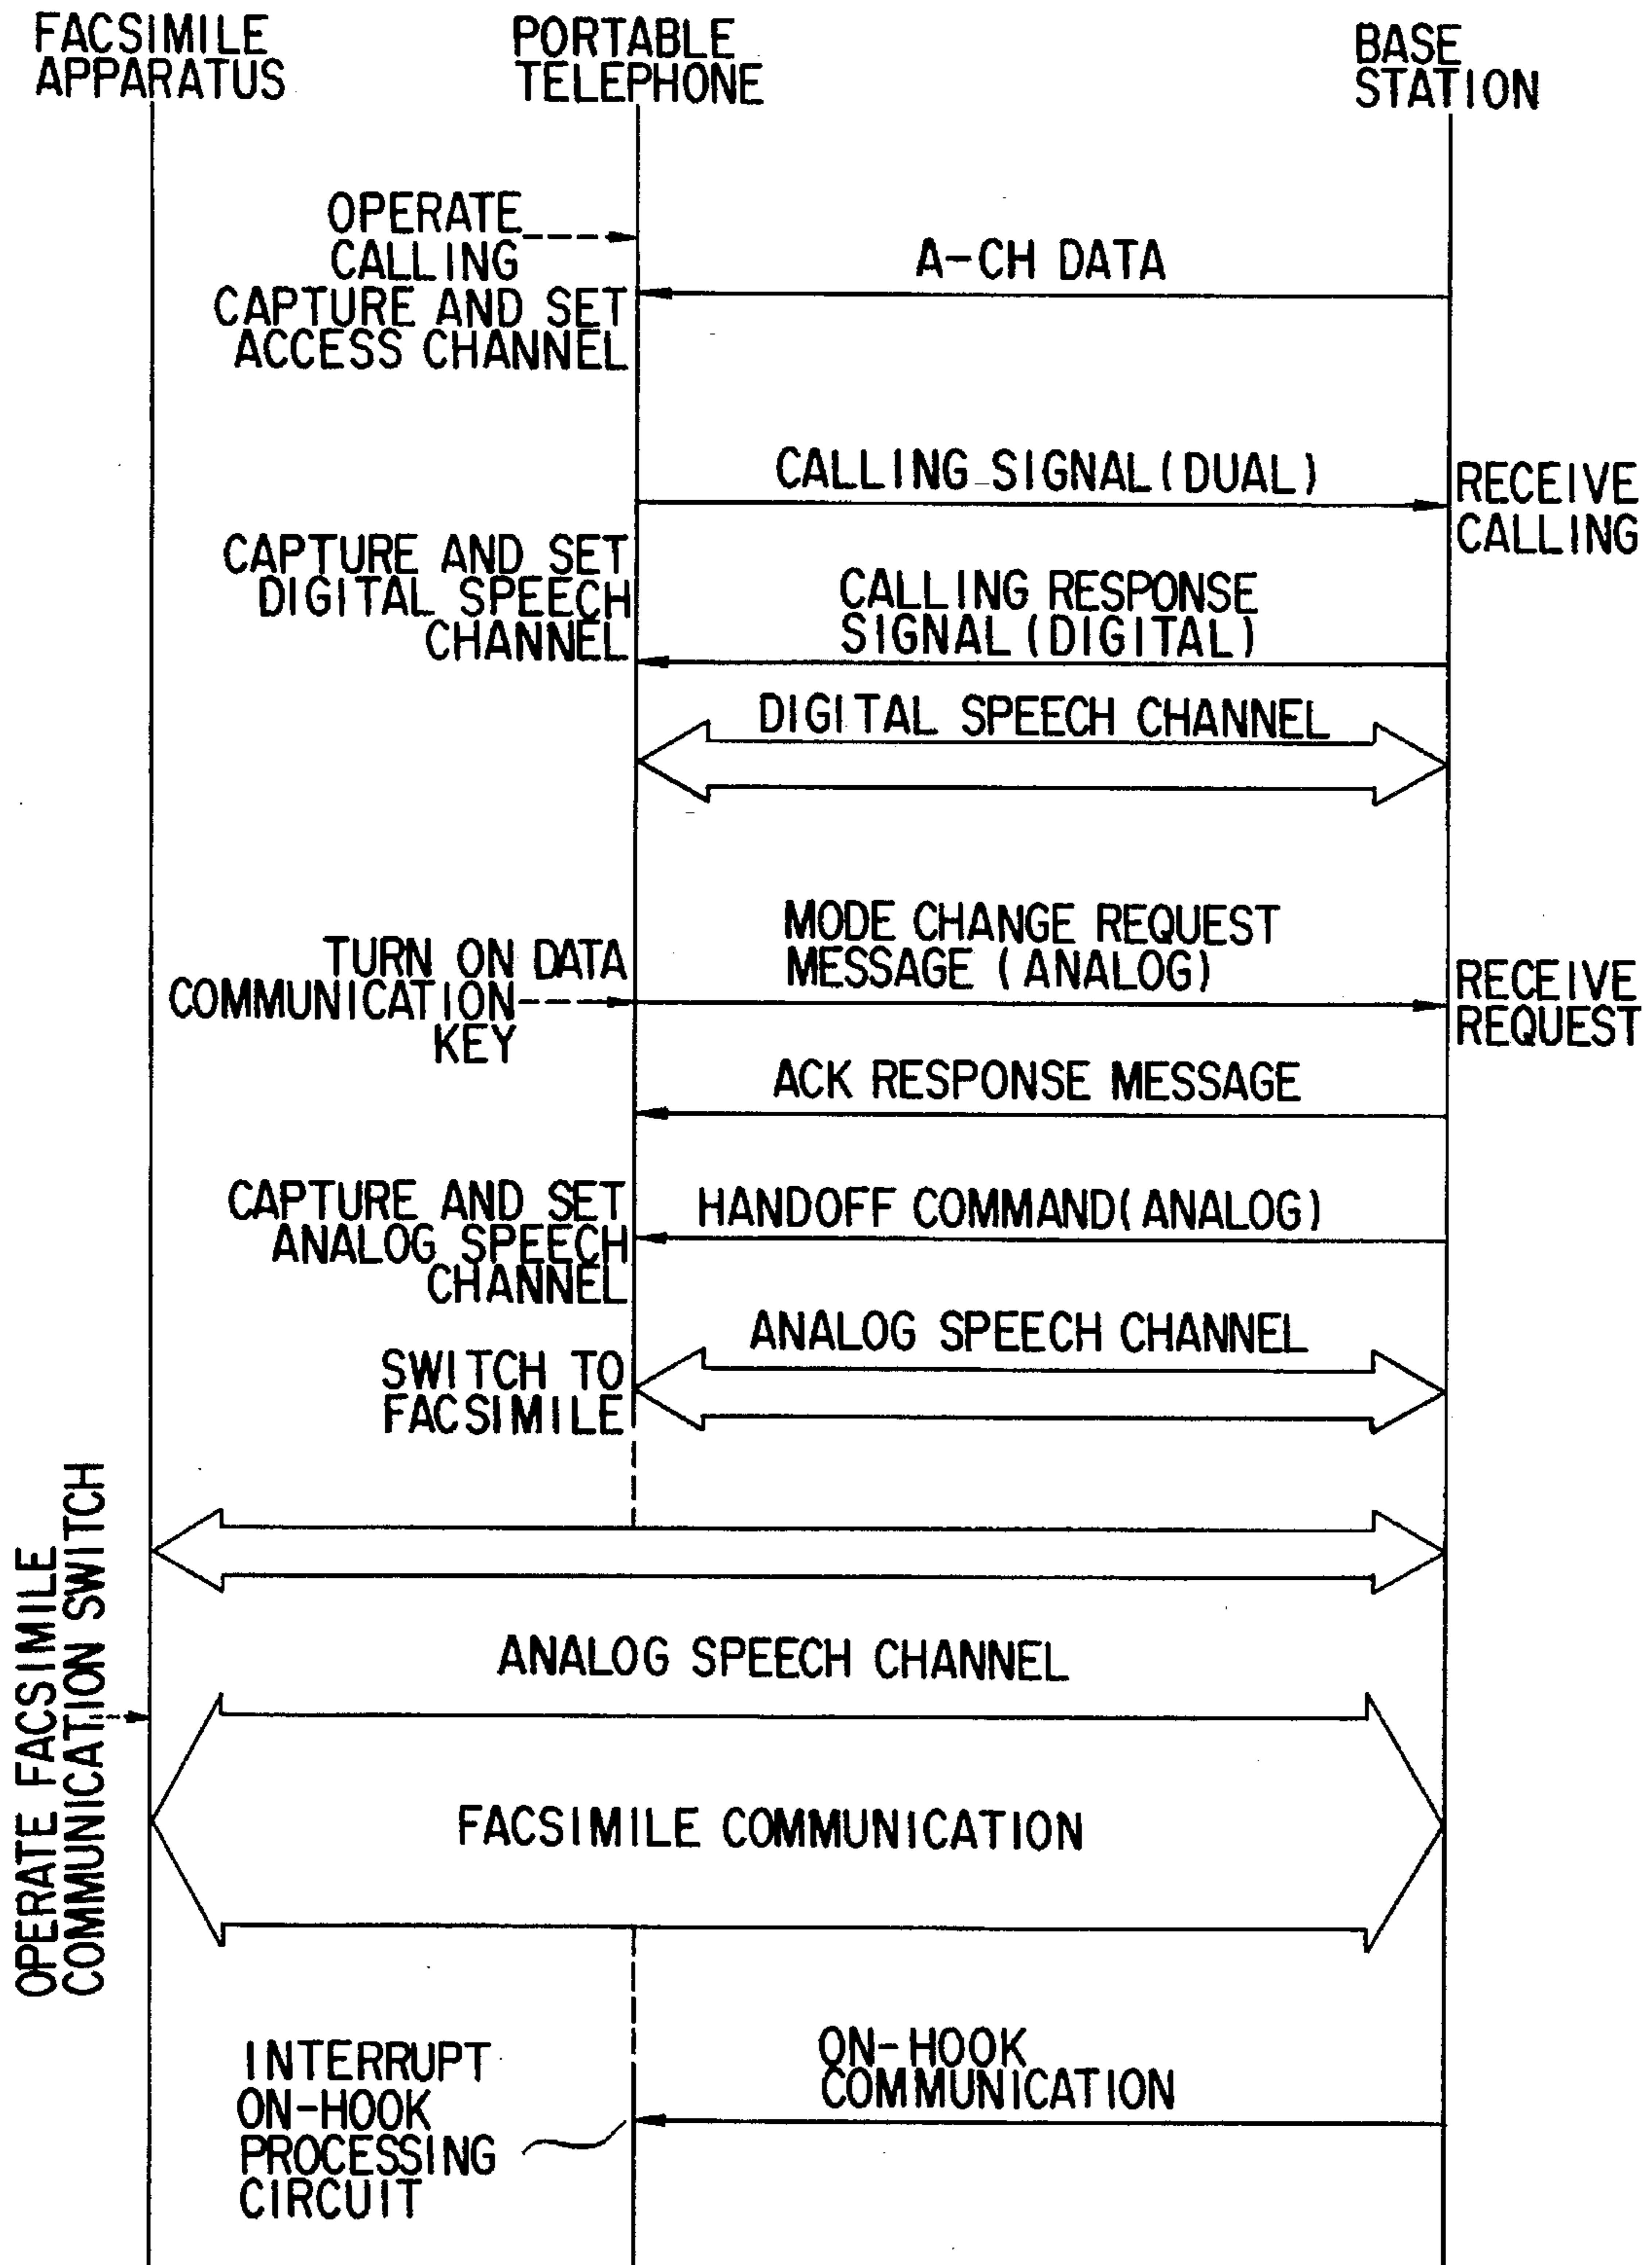 FACSIMILE
APPARATUS
PORTABLE
TELEPHONE
BASE
STATION
OPERATE
CALLING
A-CH DATA
CAPTURE AND SET
ACCESS CHANNEL
CALLING SIGNAL (DUAL)
RECEIVE
CALLING
CAPTURE AND SET
DIGITAL SPEECH
CHANNEL
CALLING RESPONSE
SIGNAL (DIGITAL)
DIGITAL SPEECH CHANNEL
TURN ON DATA
COMMUNICATION
KEY
MODE CHANGE REQUEST
MESSAGE (ANALOG)
RECEIVE
REQUEST
ACK RESPONSE MESSAGE
CAPTURE AND SET
ANALOG SPEECH
CHANNEL
HANDOFF COMMAND(ANALOG)
ANALOG SPEECH CHANNEL
SWITCH TO
FACSIMILE
OPERATE FACSIMILE
COMMUNICATION SWITCH
ANALOG SPEECH CHANNEL
FACSIMILE COMMUNICATION
INTERRUPT
ON-HOOK
PROCESSING
CIRCUIT
ON-HOOK
COMMUNICATION